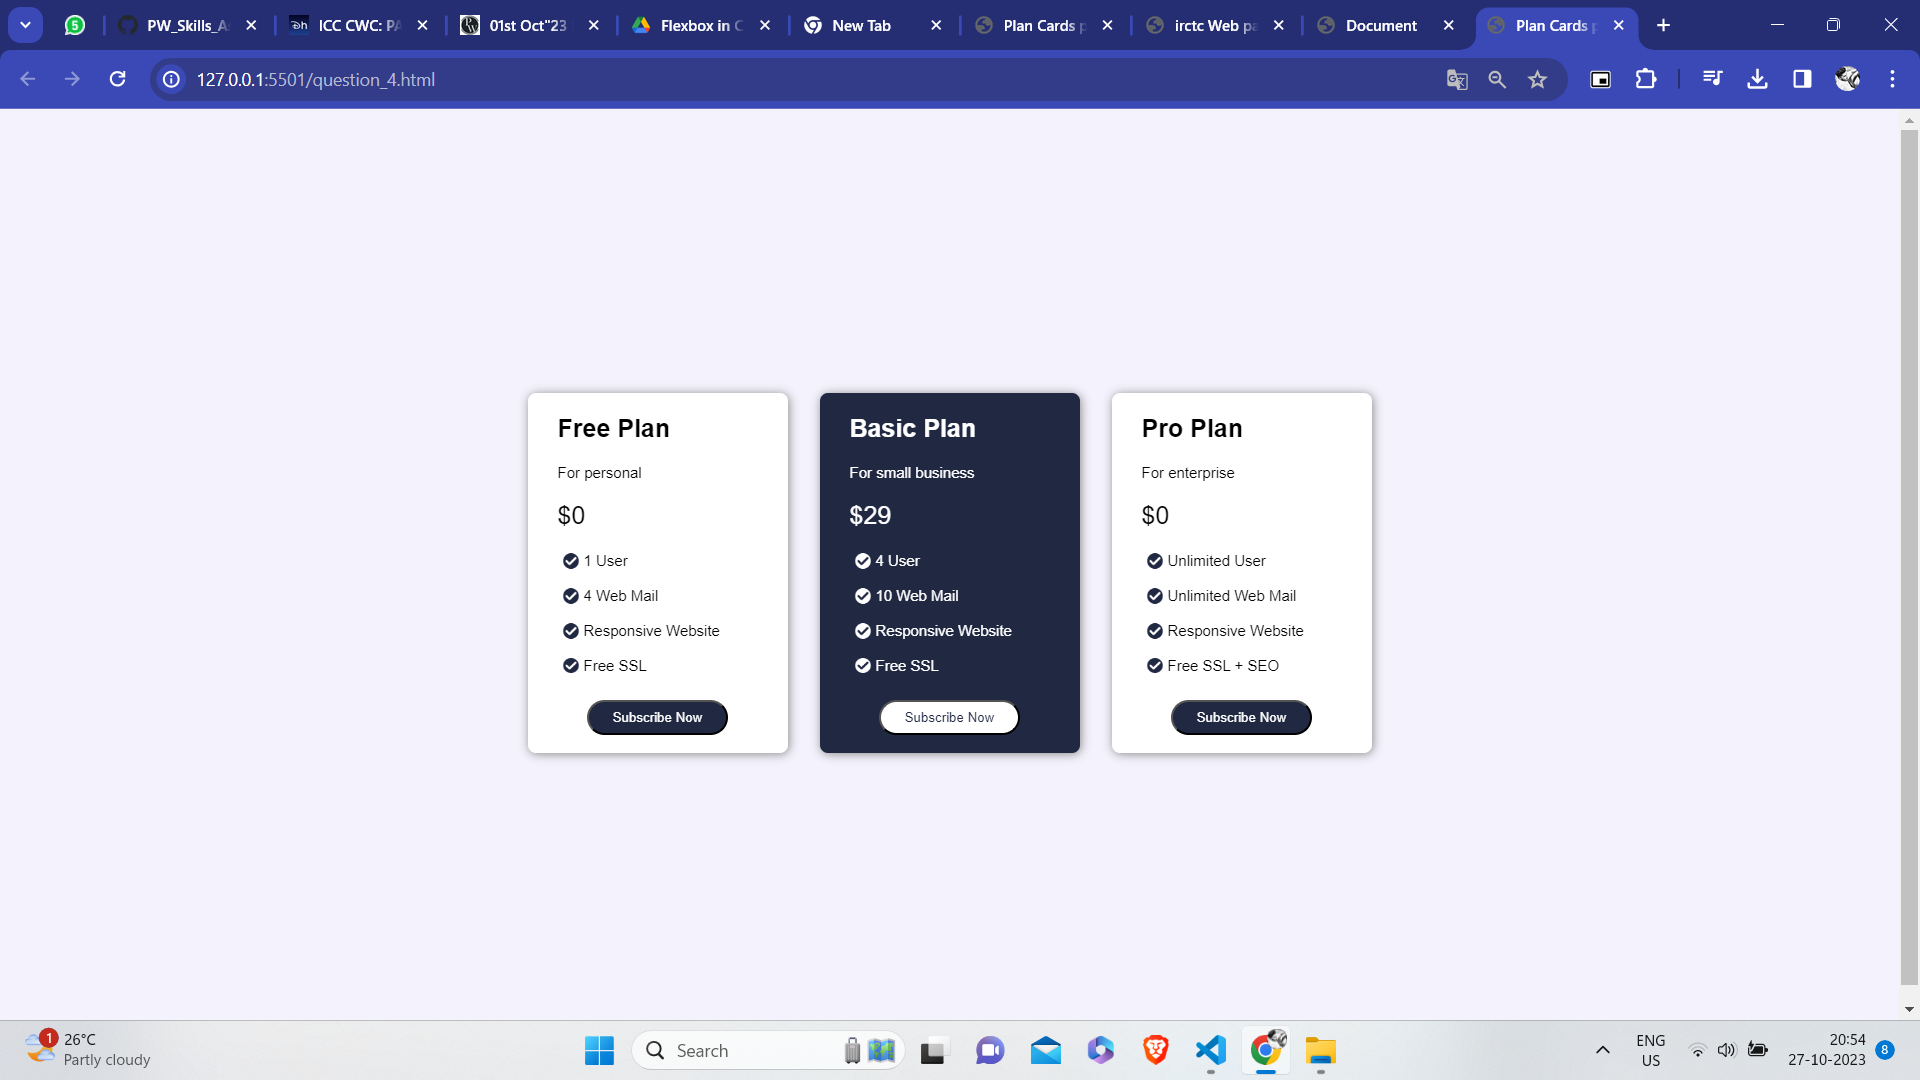 5
PW_Skills_A
ICC CWC: PA
01st Oct"23
Flexbox in C
New Tab
Plan Cards p
irctc Web pa
Document
Plan Cards p
127.0.0.1:5501/question_4.html
Free Plan
For personal
$0
1 User
4 Web Mail
Responsive Website
Free SSL
Subscribe Now
Basic Plan
For small business
$29
4 User
10 Web Mail
Responsive Website
Free SSL
Subscribe Now
Pro Plan
For enterprise
$0
Unlimited User
Unlimited Web Mail
Responsive Website
Free SSL + SEO
Subscribe Now
1
26°C
Partly cloudy
Search
ENG
US
20:54
27-10-2023
8